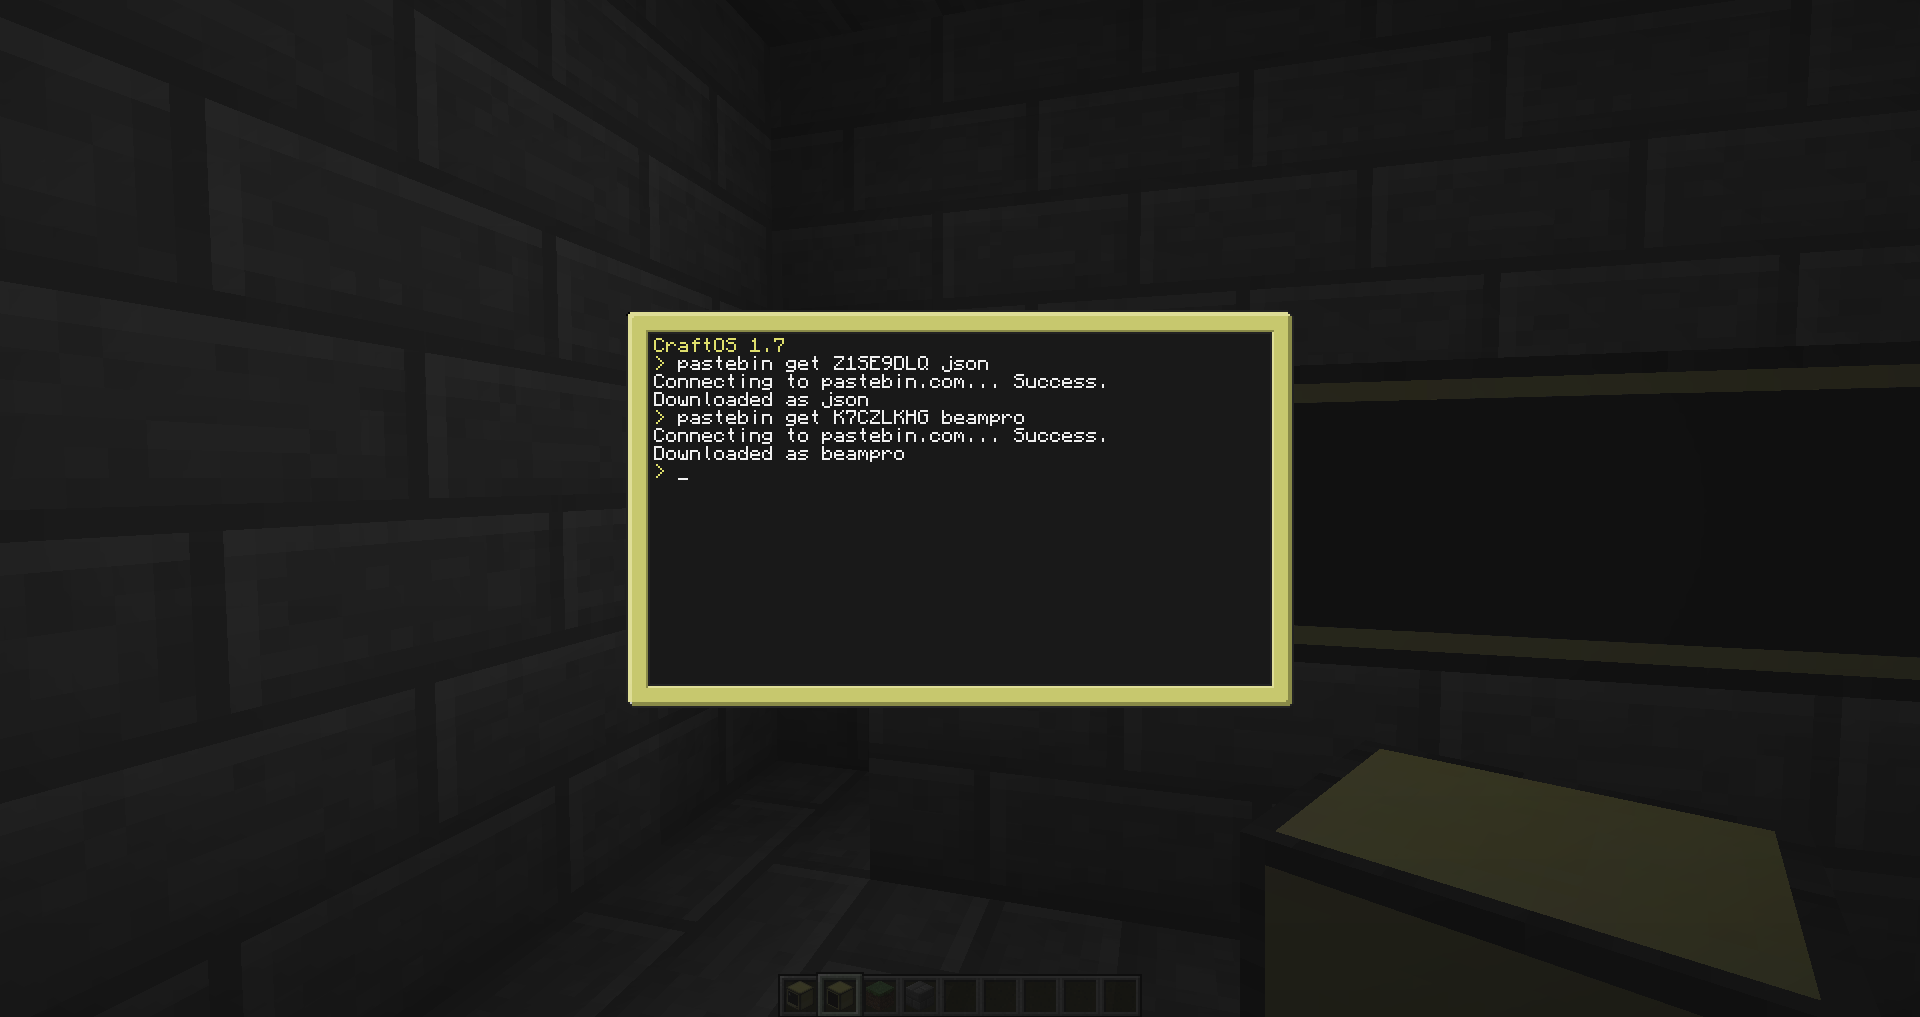 CraftOS 1.7
> pastebin get Z1SE9DLQ json
Connecting to pastebin.com... Success.
Downloaded as json
> pastebin get K7CZLKHG beampro
Connecting to pastebin.com... Success.
Downloaded as beampro
> _